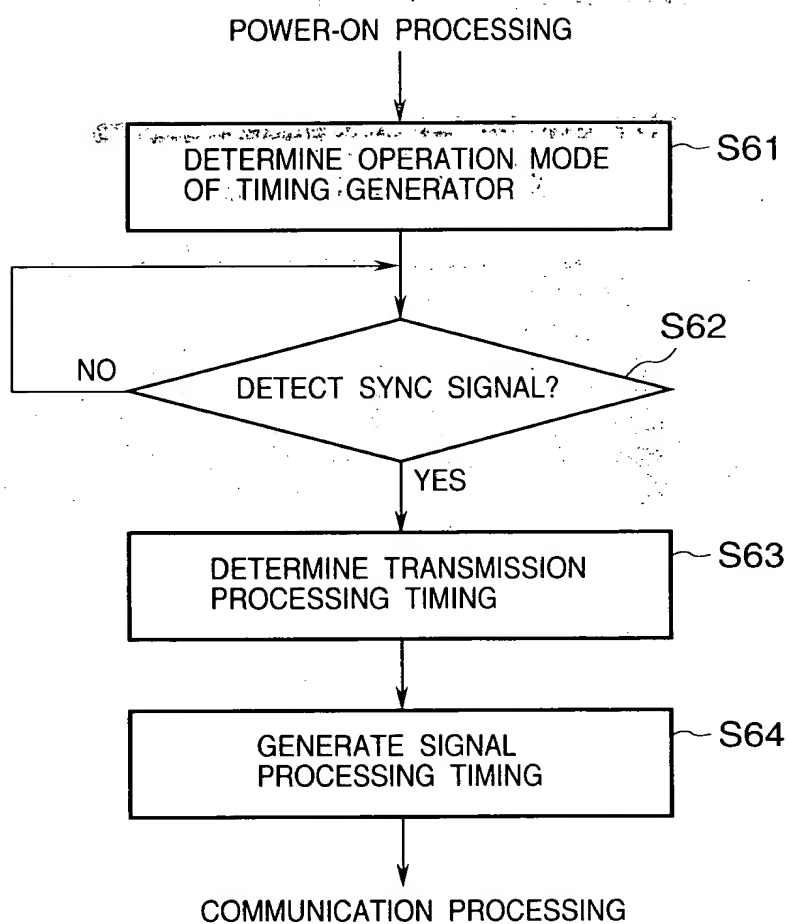 POWER-ON PROCESSING
DETERMINE OPERATION MODE
OF TIMING GENERATOR
S61
S62
DETECT SYNC SIGNAL?
NO
YES
DETERMINE TRANSMISSION
PROCESSING TIMING
S63
GENERATE SIGNAL
PROCESSING TIMING
S64
COMMUNICATION PROCESSING